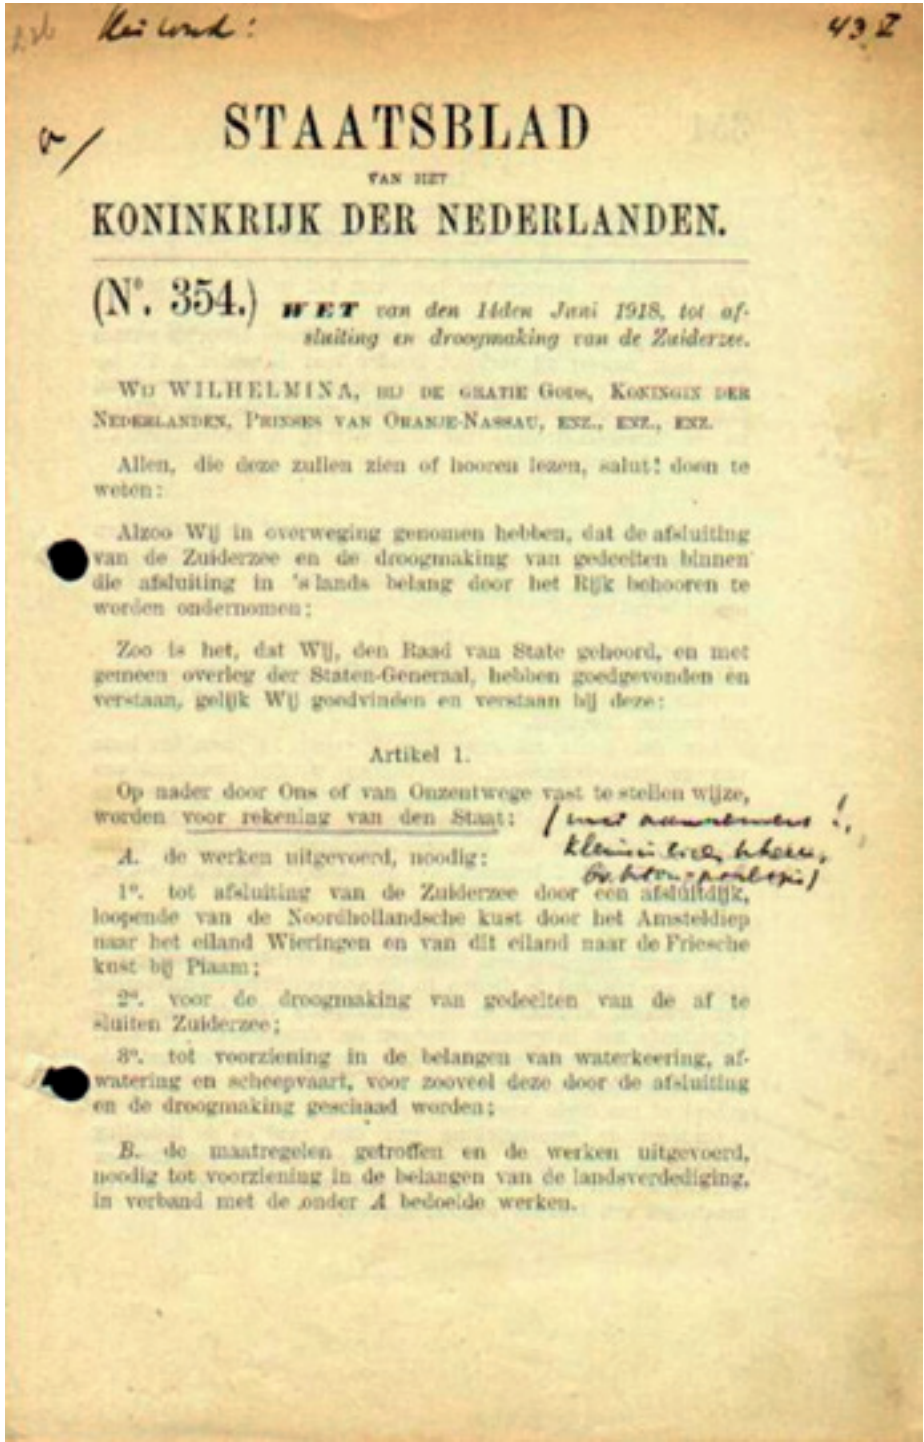 43 I
STAATSBLAD
VAN HET
KONINKRIJK DER NEDERLANDEN.
(N°. 354.) WET van den 14den Juni 1918, tot af-
sluiting en droogmaking van de Zuiderzee.
WIJ WILHELMINA, BIJ DE GRATIE GODS, KONINGIN DER
NEDERLANDEN, PRINSES VAN ORANJE-NASSAU, ENZ., ENZ., ENZ.
Allen, die deze zullen zien of hooren lezen, salut! doen te
weten:
Alzoo Wij in overweging genomen hebben, dat de afsluiting
van de Zuiderzee en de droogmaking van gedeelten binnen
die afsluiting in 's lands belang door het Rijk behooren te
worden ondernomen;
Zoo is het, dat Wij, den Raad van State gehoord, en met
gemeen overleg der Staten-Generaal, hebben goedgevonden en
verstaan, gelijk Wij goedvinden en verstaan bij deze:
Artikel 1.
Op nader door Ons of van Onzentwege vast te stellen wijze,
worden voor rekening van den Staat:
A. de werken uitgevoerd, noodig:
1°. tot afsluiting van de Zuiderzee door een afsluitdijk,
loopende van de Noordhollandsche kust door het Amsteldiep
naar het eiland Wieringen en van dit eiland naar de Friesche
kust bij Piaam;
2°. voor de droogmaking van gedeelten van de af te
sluiten Zuiderzee;
3°. tot voorziening in de belangen van waterkeering, af-
watering en scheepvaart, voor zooveel deze door de afsluiting
en de droogmaking geschaad worden;
B. de maatregelen getroffen en de werken uitgevoerd,
noodig tot voorziening in de belangen van de landsverdediging,
in verband met de onder A bedoelde werken.